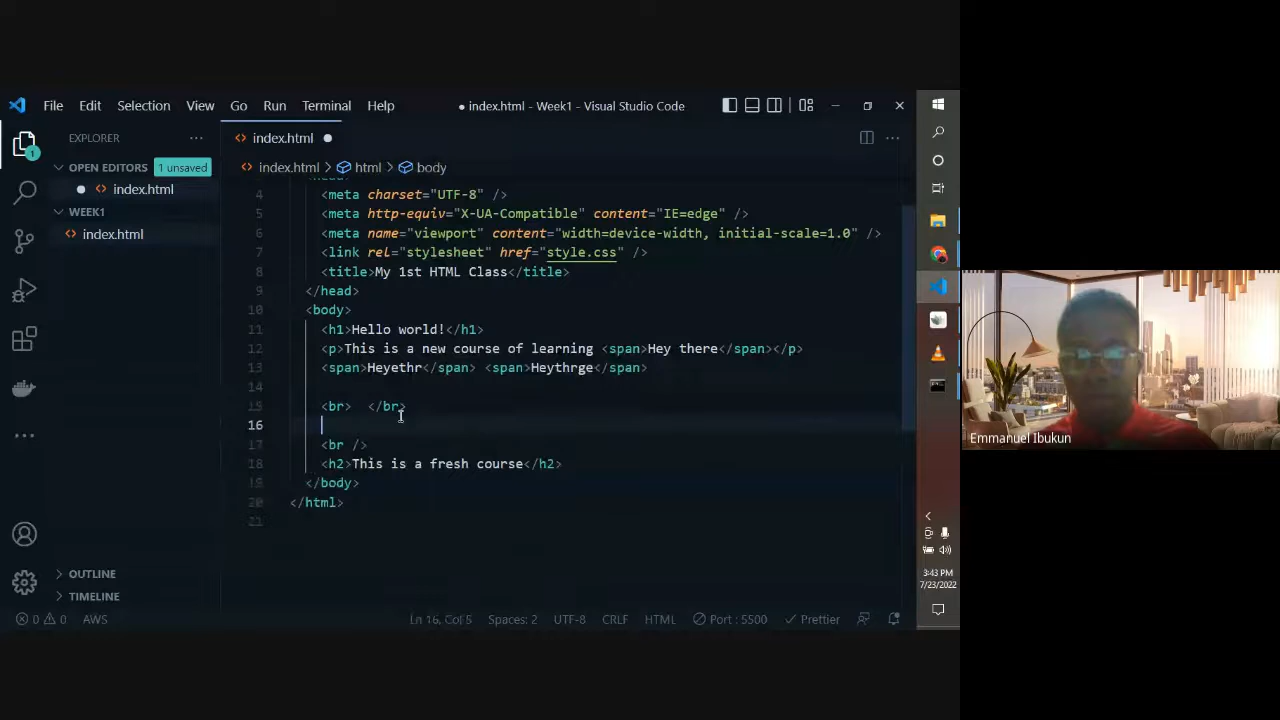 File Edit Selection View Go Run Terminal Help
● index.html - Week1 - Visual Studio Code
EXPLORER ···
OPEN EDITORS 1 unsaved
● index.html
WEEK1
index.html
OUTLINE
TIMELINE
1
index.html ●
index.html > html > body
4 <meta charset="UTF-8" />
5 <meta http-equiv="X-UA-Compatible" content="IE=edge" />
6 <meta name="viewport" content="width=device-width, initial-scale=1.0" />
7 <link rel="stylesheet" href="style.css" />
8 <title>My 1st HTML Class</title>
9 </head>
10 <body>
11 <h1>Hello world!</h1>
12 <p>This is a new course of learning <span>Hey there</span></p>
13 <span>Heyethr</span> <span>Heythrge</span>
14
15 <br>  </br>
16
17 <br />
18 <h2>This is a fresh course</h2>
19 </body>
20 </html>
21
0 0 AWS
Ln 16, Col 5 Spaces: 2 UTF-8 CRLF HTML Port : 5500 Prettier
3:43 PM
7/23/2022
Emmanuel Ibukun